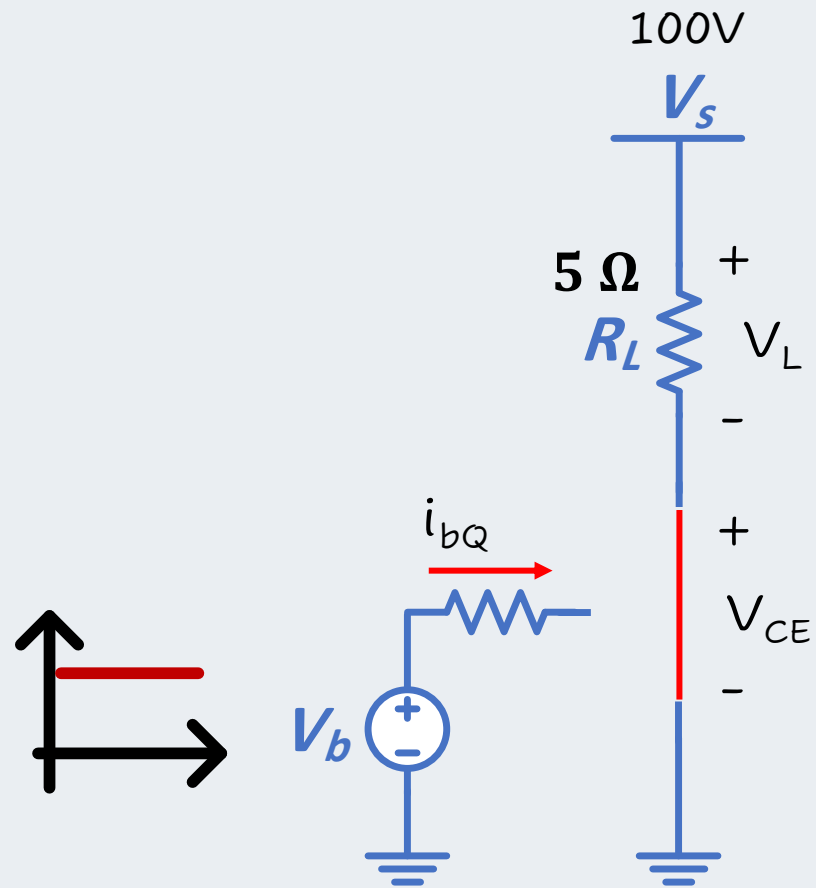 100V
Vs
5 Ω
RL
+
VL
-
ibQ
+
VCE
-
Vb
+
-